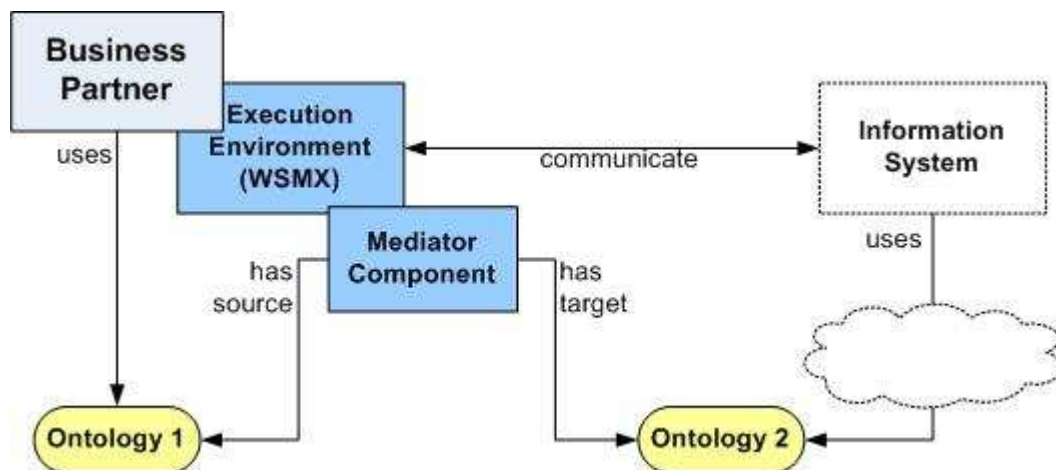 Business
Partner
Execution
Environment
(WSMX)
Information
System
uses
communicate
Mediator
Component
uses
has
source
has
target
Ontology 1
Ontology 2